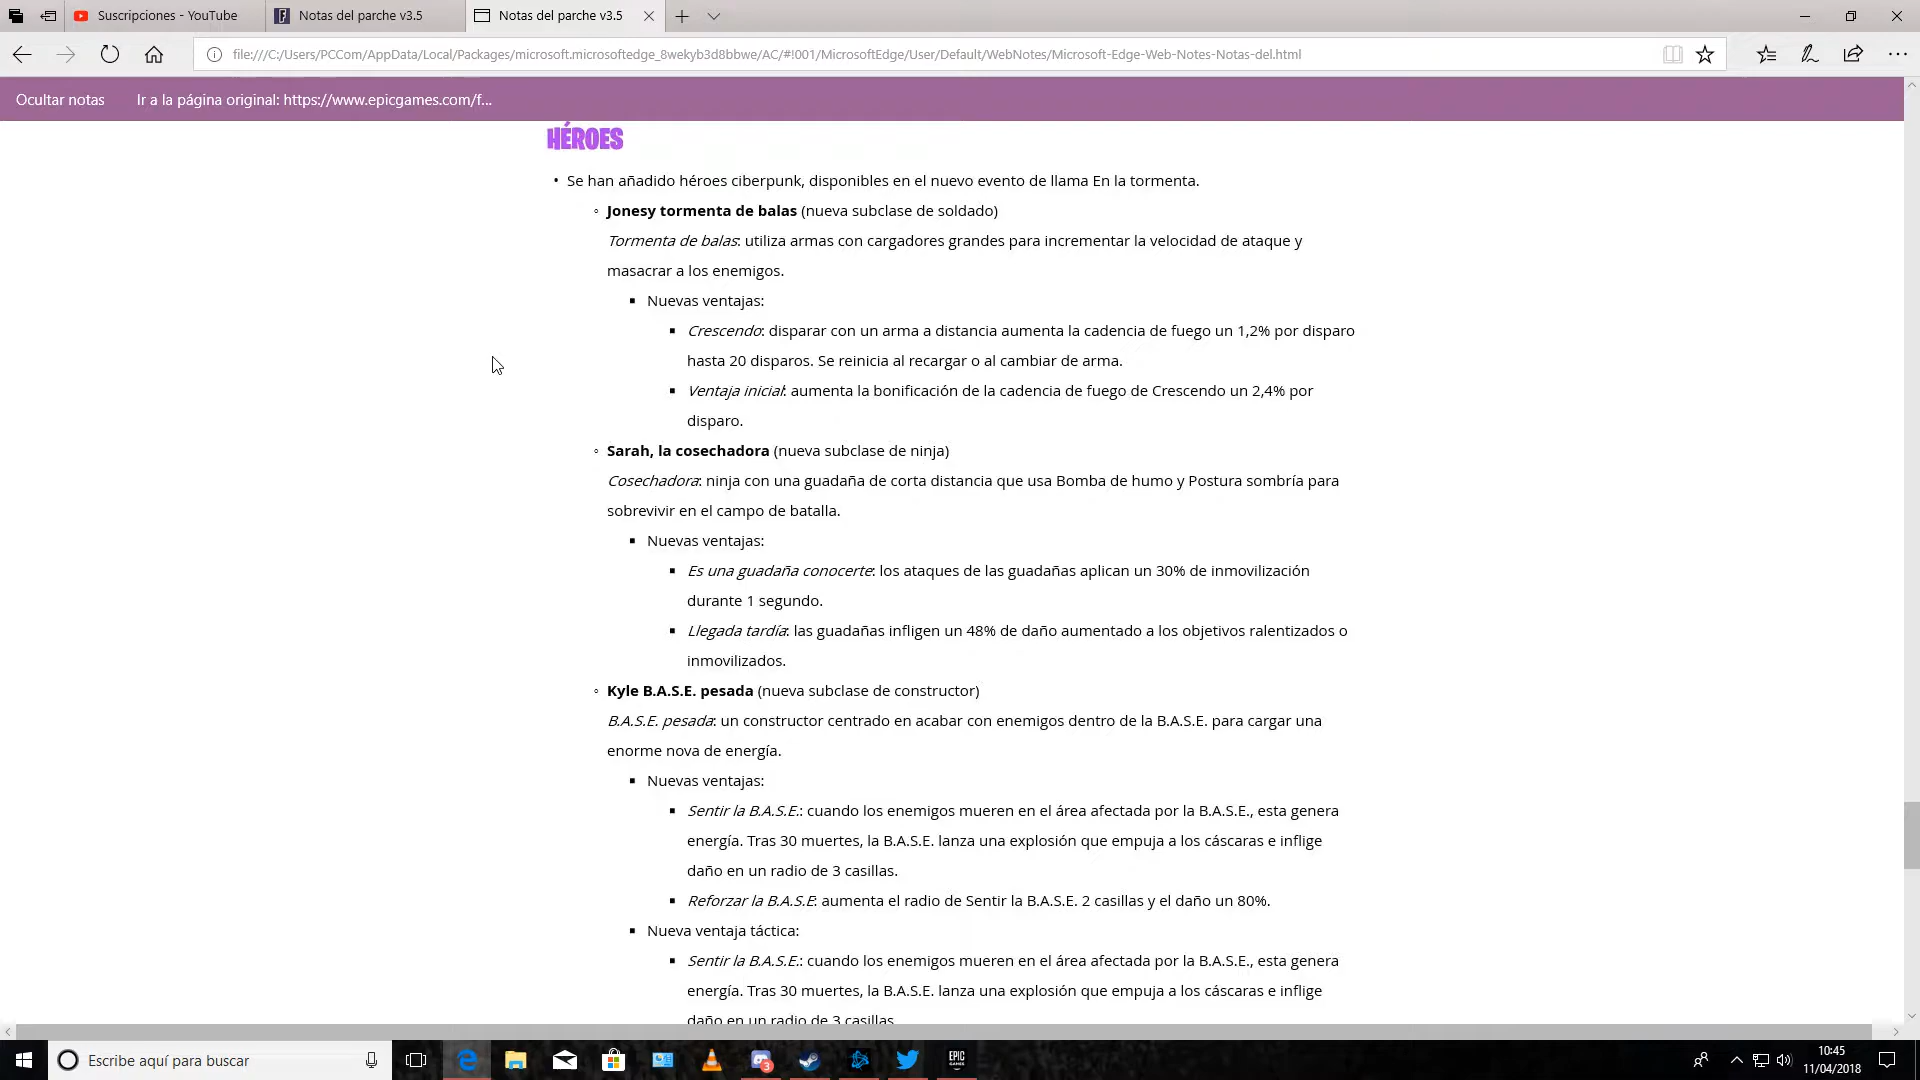 Suscripciones - YouTube
Notas del parche v3.5
Notas del parche v3.5
file:///C:/Users/PCCom/AppData/Local/Packages/microsoft.microsoftedge_8wekyb3d8bbwe/AC/#!001/MicrosoftEdge/User/Default/WebNotes/Microsoft-Edge-Web-Notes-Notas-del.html
Ocultar notas
Ir a la página original: https://www.epicgames.com/f...
HÉROES
• Se han añadido héroes ciberpunk, disponibles en el nuevo evento de llama En la tormenta.
◦ Jonesy tormenta de balas (nueva subclase de soldado)
Tormenta de balas: utiliza armas con cargadores grandes para incrementar la velocidad de ataque y
masacrar a los enemigos.
▪ Nuevas ventajas:
▪ Crescendo: disparar con un arma a distancia aumenta la cadencia de fuego un 1,2% por disparo
hasta 20 disparos. Se reinicia al recargar o al cambiar de arma.
▪ Ventaja inicial: aumenta la bonificación de la cadencia de fuego de Crescendo un 2,4% por
disparo.
◦ Sarah, la cosechadora (nueva subclase de ninja)
Cosechadora: ninja con una guadaña de corta distancia que usa Bomba de humo y Postura sombría para
sobrevivir en el campo de batalla.
▪ Nuevas ventajas:
▪ Es una guadaña conocerte: los ataques de las guadañas aplican un 30% de inmovilización
durante 1 segundo.
▪ Llegada tardía: las guadañas infligen un 48% de daño aumentado a los objetivos ralentizados o
inmovilizados.
◦ Kyle B.A.S.E. pesada (nueva subclase de constructor)
B.A.S.E. pesada: un constructor centrado en acabar con enemigos dentro de la B.A.S.E. para cargar una
enorme nova de energía.
▪ Nuevas ventajas:
▪ Sentir la B.A.S.E.: cuando los enemigos mueren en el área afectada por la B.A.S.E., esta genera
energía. Tras 30 muertes, la B.A.S.E. lanza una explosión que empuja a los cáscaras e inflige
daño en un radio de 3 casillas.
▪ Reforzar la B.A.S.E: aumenta el radio de Sentir la B.A.S.E. 2 casillas y el daño un 80%.
▪ Nueva ventaja táctica:
▪ Sentir la B.A.S.E.: cuando los enemigos mueren en el área afectada por la B.A.S.E., esta genera
energía. Tras 30 muertes, la B.A.S.E. lanza una explosión que empuja a los cáscaras e inflige
daño en un radio de 3 casillas
Escribe aquí para buscar
3
EPIC
GAMES
10:45
11/04/2018